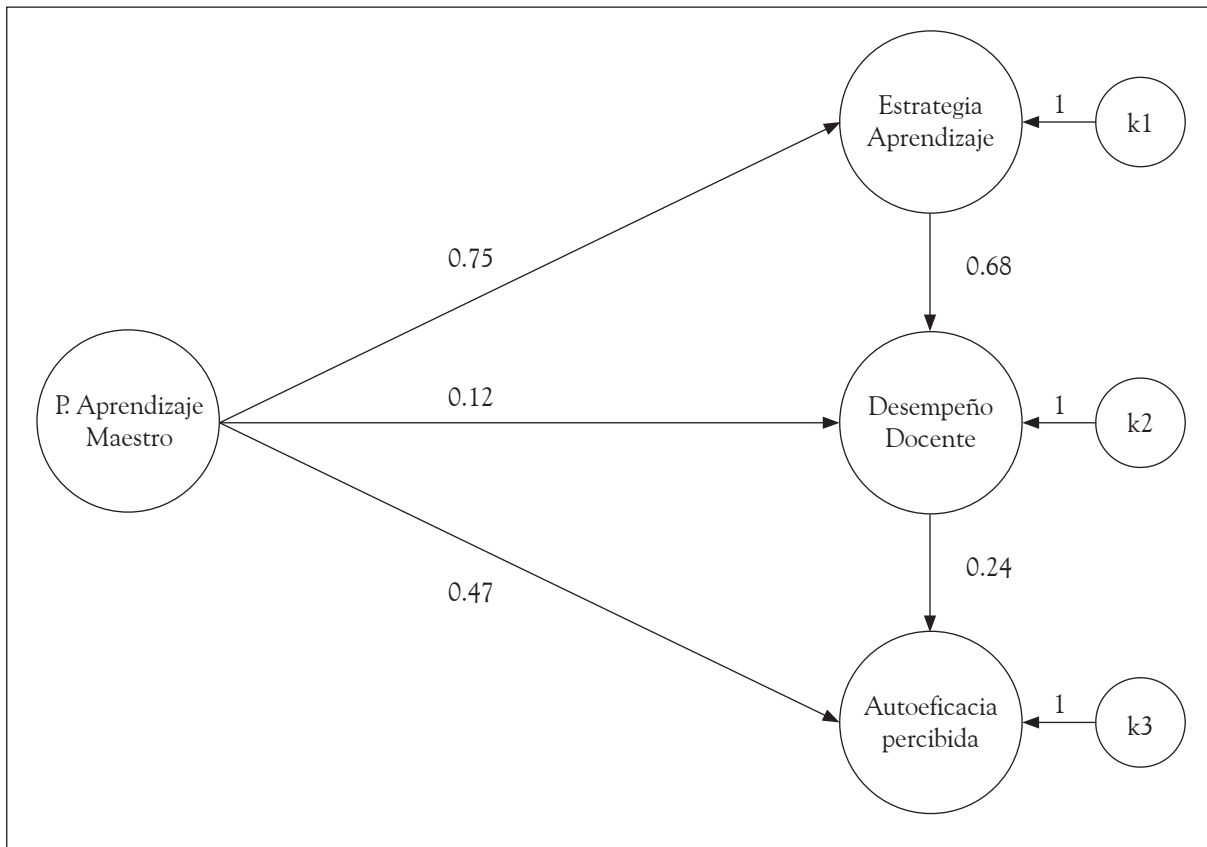 Estrategia
Aprendizaje
1
k1
0.75
0.68
P. Aprendizaje
Maestro
0.12
Desempeño
Docente
1
k2
0.47
0.24
Autoeficacia
percibida
1
k3